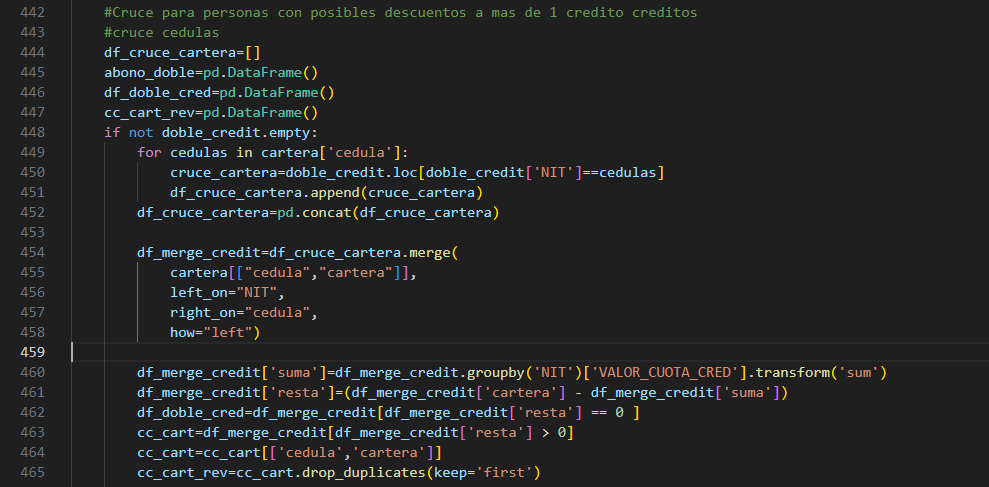 442 #Cruce para personas con posibles descuentos a mas de 1 credito creditos
443 #cruce cedulas
444 df_cruce_cartera=[]
445 abono_doble=pd.DataFrame()
446 df_doble_cred=pd.DataFrame()
447 cc_cart_rev=pd.DataFrame()
448 if not doble_credit.empty:
449     for cedulas in cartera['cedula']:
450         cruce_cartera=doble_credit.loc[doble_credit['NIT']==cedulas]
451         df_cruce_cartera.append(cruce_cartera)
452     df_cruce_cartera=pd.concat(df_cruce_cartera)
453
454     df_merge_credit=df_cruce_cartera.merge(
455         cartera[["cedula","cartera"]],
456         left_on="NIT",
457         right_on="cedula",
458         how="left")
459
460     df_merge_credit['suma']=df_merge_credit.groupby('NIT')['VALOR_CUOTA_CRED'].transform('sum')
461     df_merge_credit['resta']=(df_merge_credit['cartera'] - df_merge_credit['suma'])
462     df_doble_cred=df_merge_credit[df_merge_credit['resta'] == 0 ]
463     cc_cart=df_merge_credit[df_merge_credit['resta'] > 0]
464     cc_cart=cc_cart[['cedula','cartera']]
465     cc_cart_rev=cc_cart.drop_duplicates(keep='first')